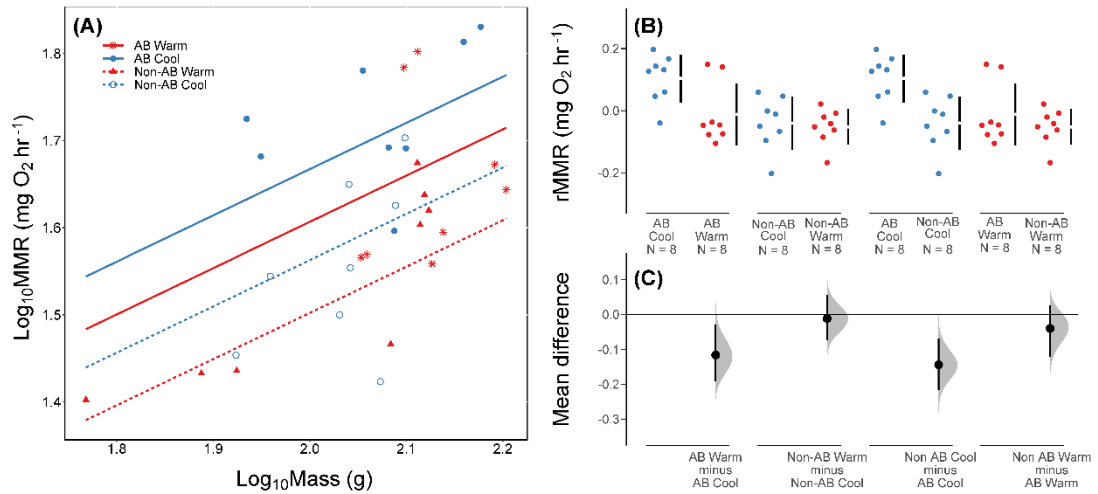 (A)
AB Warm
AB Cool
Non-AB Warm
Non-AB Cool
Log₁₀MMR (mg O₂ hr⁻¹)
1.8
1.7
1.6
1.5
1.4
1.8
1.9
2.0
2.1
2.2
Log₁₀Mass (g)
(B)
rMMR (mg O₂ hr⁻¹)
0.2
0.0
-0.2
AB
Cool
N = 8
AB
Warm
N = 8
Non-AB
Cool
N = 8
Non-AB
Warm
N = 8
AB
Cool
N = 8
Non-AB
Cool
N = 8
AB
Warm
N = 8
Non-AB
Warm
N = 8
(C)
Mean difference
0.1
0.0
-0.1
-0.2
-0.3
AB Warm
minus
AB Cool
Non-AB Warm
minus
Non-AB Cool
Non AB Cool
minus
AB Cool
Non AB Warm
minus
AB Warm